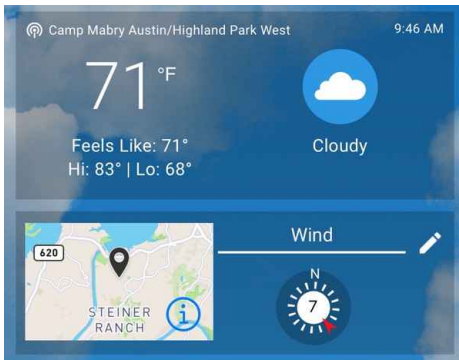 Camp Mabry Austin/Highland Park West
9:46 AM
71 °F
Feels Like: 71°
Hi: 83° | Lo: 68°
Cloudy
620
STEINER
RANCH
i
Wind
N
7